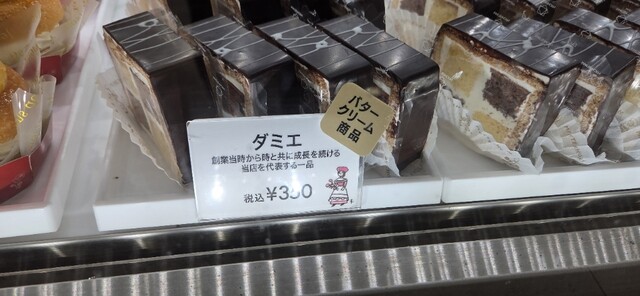 ダミエ
創業当時から時と共に成長を続ける
当店を代表する一品
税込 ¥350
バター
クリーム
商品